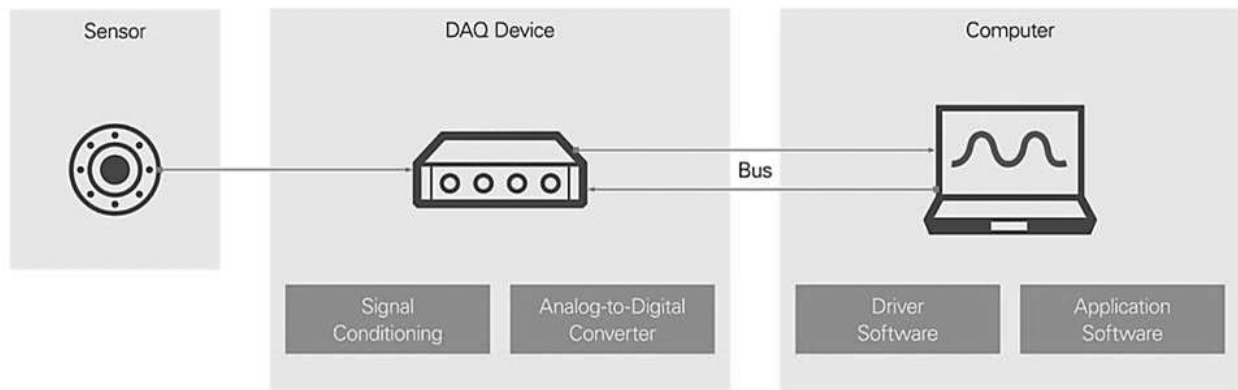 Sensor
DAQ Device
Computer
Bus
Signal
Conditioning
Analog-to-Digital
Converter
Driver
Software
Application
Software